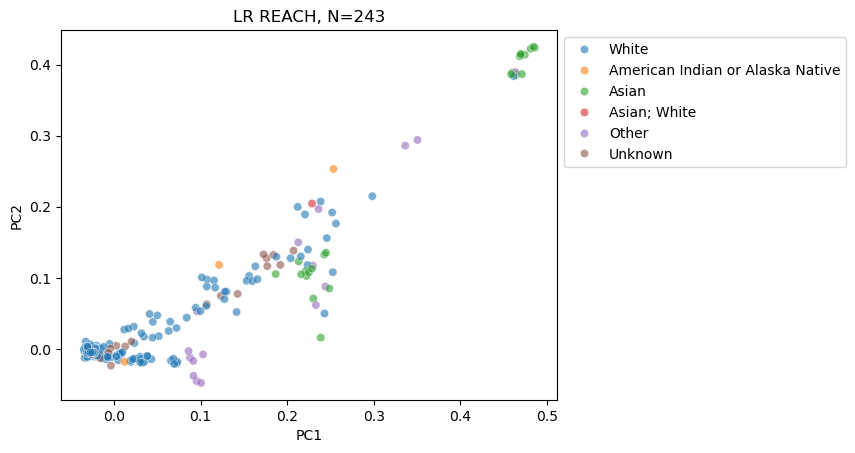 LR REACH, N=243
White
American Indian or Alaska Native
Asian
Asian; White
Other
Unknown
PC2
0.4
0.3
0.2
0.1
0.0
0.0 0.1 0.2 0.3 0.4 0.5
PC1